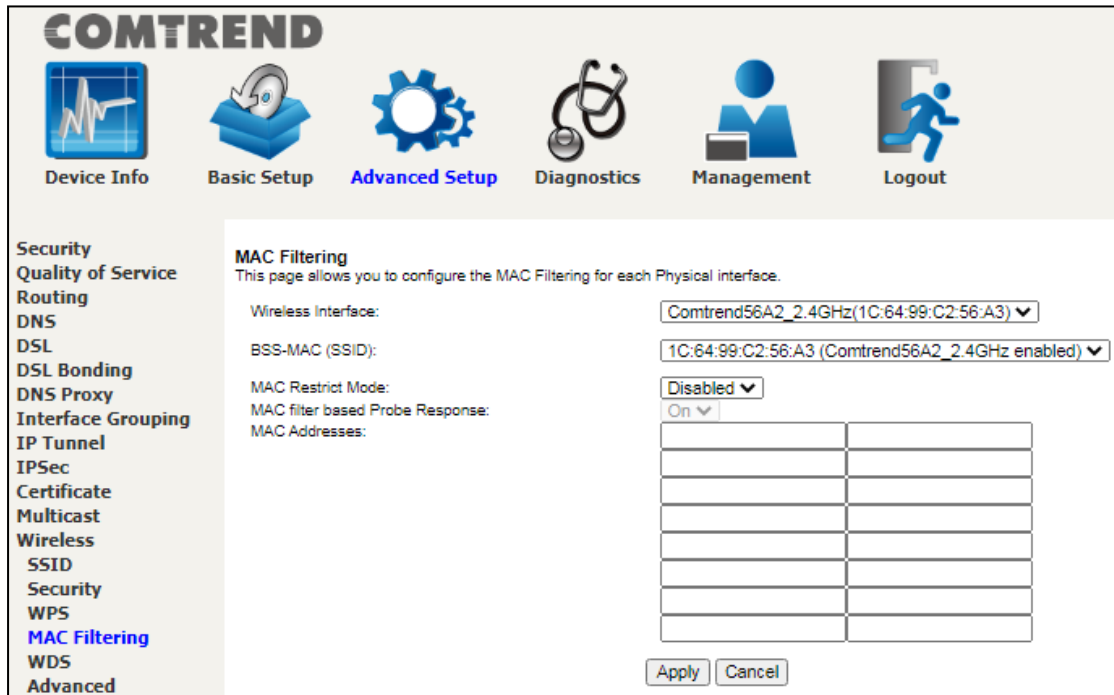 COMTREND
Device Info
Basic Setup
Advanced Setup
Diagnostics
Management
Logout
Security
Quality of Service
Routing
DNS
DSL
DSL Bonding
DNS Proxy
Interface Grouping
IP Tunnel
IPSec
Certificate
Multicast
Wireless
SSID
Security
WPS
MAC Filtering
WDS
Advanced
MAC Filtering
This page allows you to configure the MAC Filtering for each Physical interface.
Wireless Interface: Comtrend56A2_2.4GHz(1C:64:99:C2:56:A3)
BSS-MAC (SSID): 1C:64:99:C2:56:A3 (Comtrend56A2_2.4GHz enabled)
MAC Restrict Mode: Disabled
MAC filter based Probe Response: On
MAC Addresses:
Apply Cancel